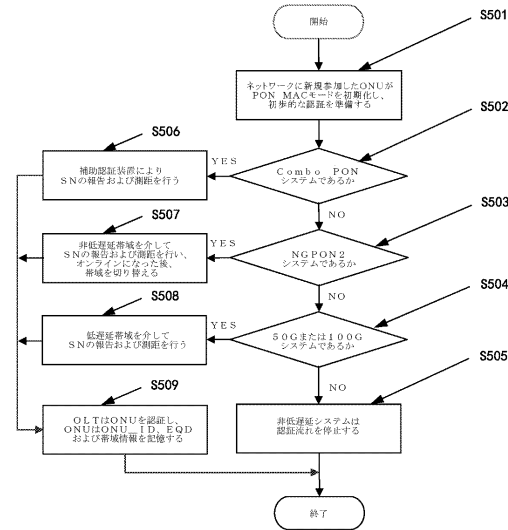 開始
S501
ネットワークに新規参加したONUが
PON MACモードを初期化し、
初歩的な認証を準備する
S502
Combo PON
システムであるか
YES
NO
S506
補助認証装置により
SNの報告および測距を行う
S503
NGPON2
システムであるか
YES
NO
S507
非低遅延帯域を介して
SNの報告および測距を行い、
オンラインになった後、
帯域を切り替える
S504
50Gまたは100G
システムであるか
YES
NO
S508
低遅延帯域を介して
SNの報告および測距を行う
S505
非低遅延システムは
認証流れを停止する
S509
OLTはONUを認証し、
ONUはONU_ID、EQD
および帯域情報を記憶する
終了